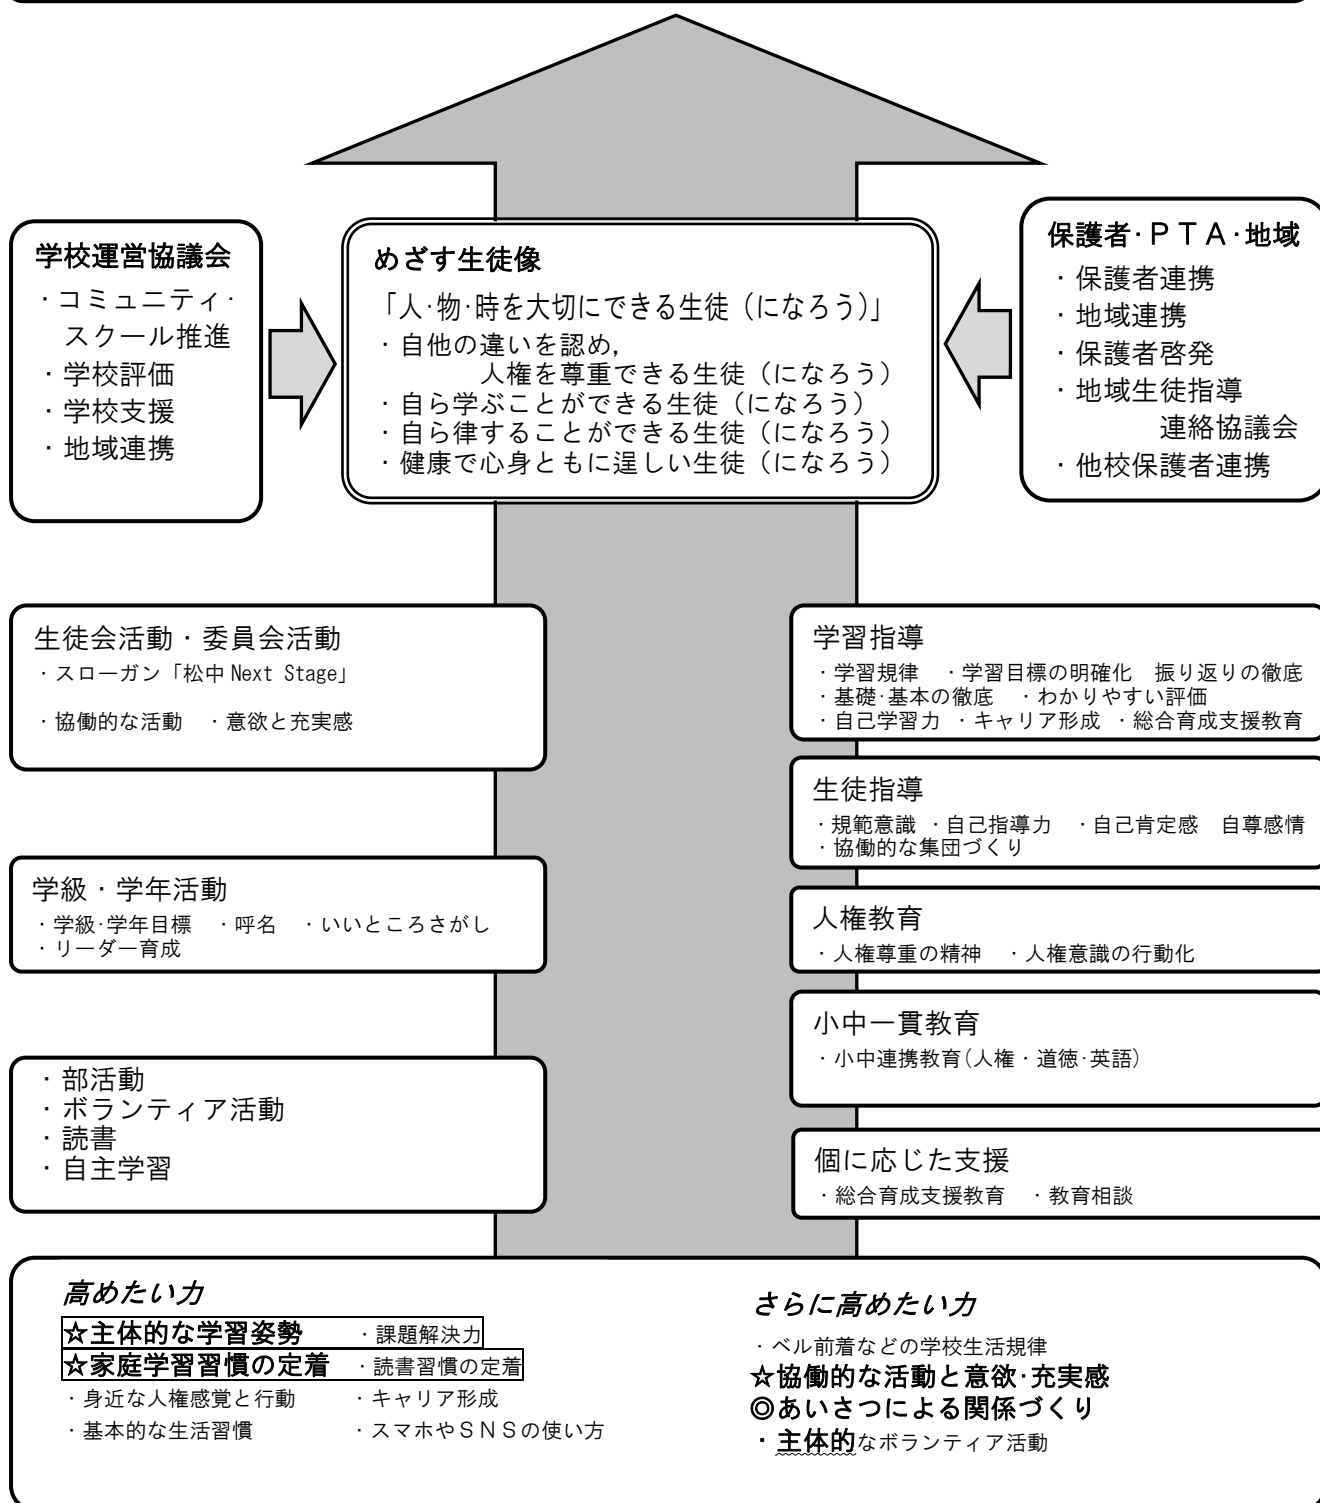 学校運営協議会
・コミュニティ・
スクール推進
・学校評価
・学校支援
・地域連携
めざす生徒像
「人・物・時を大切にできる生徒（になろう）」
・自他の違いを認め，
人権を尊重できる生徒（になろう）
・自ら学ぶことができる生徒（になろう）
・自ら律することができる生徒（になろう）
・健康で心身ともに逞しい生徒（になろう）
保護者・ＰＴＡ・地域
・保護者連携
・地域連携
・保護者啓発
・地域生徒指導
連絡協議会
・他校保護者連携
生徒会活動・委員会活動
・スローガン「松中 Next Stage」
・協働的な活動　・意欲と充実感
学級・学年活動
・学級・学年目標　・呼名　・いいところさがし
・リーダー育成
・部活動
・ボランティア活動
・読書
・自主学習
学習指導
・学習規律　・学習目標の明確化　振り返りの徹底
・基礎・基本の徹底　・わかりやすい評価
・自己学習力　・キャリア形成　・総合育成支援教育
生徒指導
・規範意識　・自己指導力　・自己肯定感　自尊感情
・協働的な集団づくり
人権教育
・人権尊重の精神　・人権意識の行動化
小中一貫教育
・小中連携教育(人権・道徳・英語)
個に応じた支援
・総合育成支援教育　・教育相談
高めたい力
☆主体的な学習姿勢　・課題解決力
☆家庭学習習慣の定着　・読書習慣の定着
・身近な人権感覚と行動　・キャリア形成
・基本的な生活習慣　・スマホやＳＮＳの使い方
さらに高めたい力
・ベル前着などの学校生活規律
☆協働的な活動と意欲・充実感
◎あいさつによる関係づくり
・主体的なボランティア活動